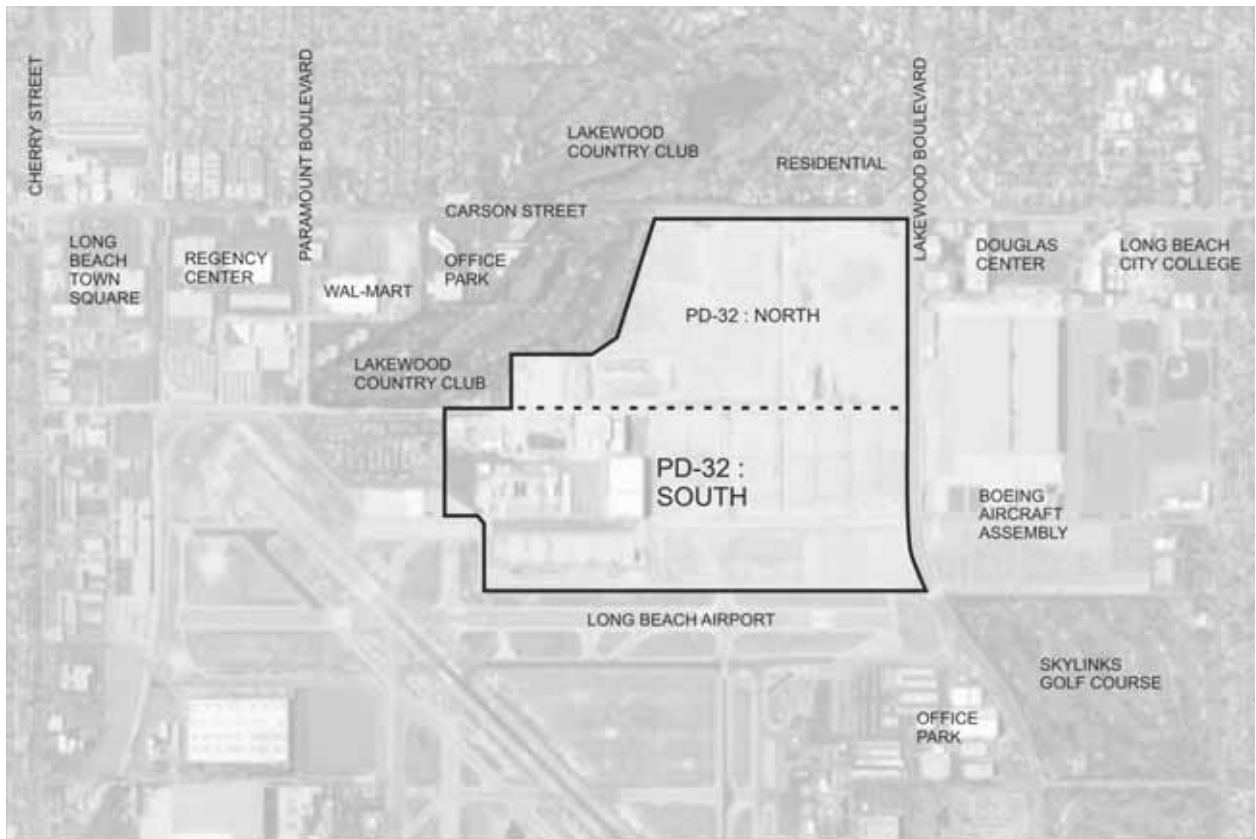 CHERRY STREET
PARAMOUNT BOULEVARD
LAKEWOOD
COUNTRY CLUB
RESIDENTIAL
LAKEWOOD BOULEVARD
CARSON STREET
LONG
BEACH
TOWN
SQUARE
REGENCY
CENTER
WAL-MART
OFFICE
PARK
DOUGLAS
CENTER
LONG BEACH
CITY COLLEGE
PD-32 : NORTH
LAKEWOOD
COUNTRY CLUB
PD-32 :
SOUTH
BOEING
AIRCRAFT
ASSEMBLY
LONG BEACH AIRPORT
SKYLINKS
GOLF COURSE
OFFICE
PARK